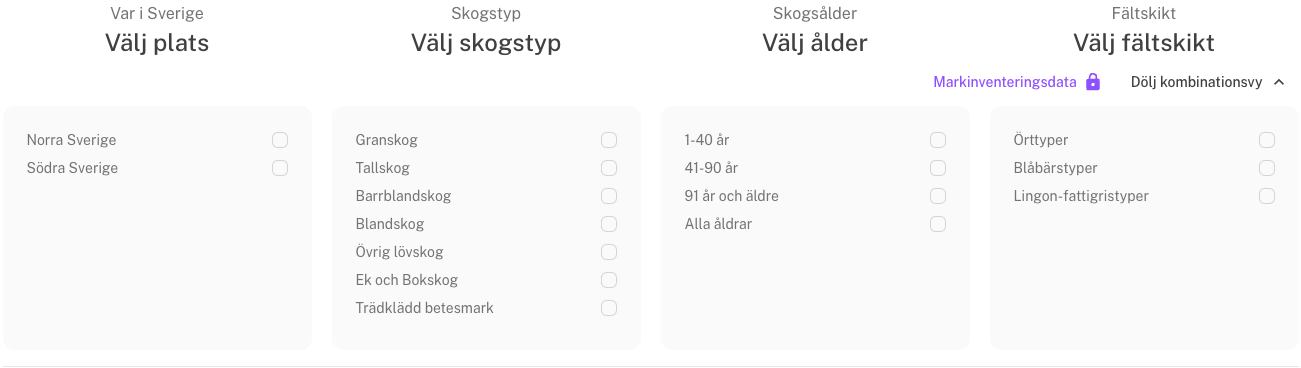 Var i Sverige
Välj plats
Skogstyp
Välj skogstyp
Skogsålder
Välj ålder
Fältskikt
Välj fältskikt
Markinventeringsdata
Dölj kombinationsvy
Norra Sverige
Södra Sverige
Granskog
Tallskog
Barrblandskog
Blandskog
Övrig lövskog
Ek och Bokskog
Trädklädd betesmark
1-40 år
41-90 år
91 år och äldre
Alla åldrar
Örttyper
Blåbärstyper
Lingon-fattigristyper